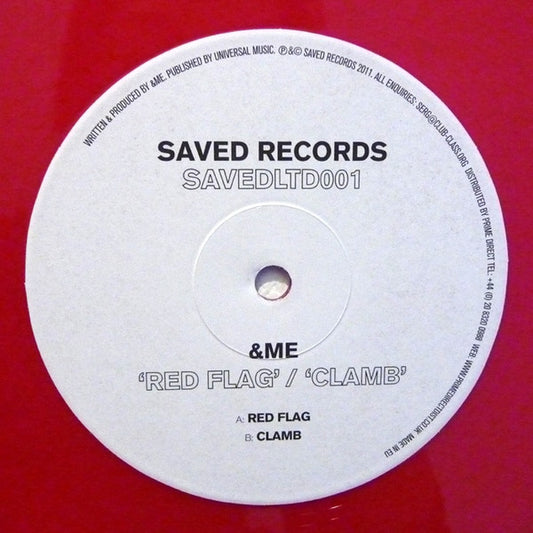 WRITTEN & PRODUCED BY &ME. PUBLISHED BY UNIVERSAL MUSIC. ℗&© SAVED RECORDS 2011. ALL ENQUIRIES: SERG@CLUB-CLASS.ORG. DISTRIBUTED BY PRIME DIRECT TEL: +44 (0) 20 8320 0988 WEB: WWW.PRIMEDIRECTDIST.CO.UK. MADE IN EU
SAVED RECORDS
SAVEDLTD001
&ME
‘RED FLAG’ / ‘CLAMB’
A: RED FLAG
B: CLAMB